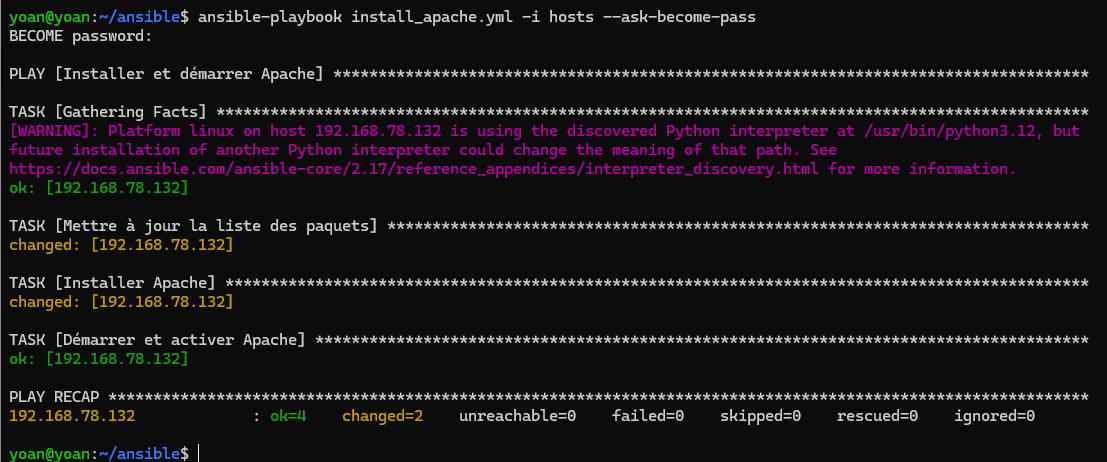 yoan@yoan:~/ansible$ ansible-playbook install_apache.yml -i hosts --ask-become-pass
BECOME password:
PLAY [Installer et démarrer Apache] ************************************************************************************
TASK [Gathering Facts] *************************************************************************************************
[WARNING]: Platform linux on host 192.168.78.132 is using the discovered Python interpreter at /usr/bin/python3.12, but
future installation of another Python interpreter could change the meaning of that path. See
https://docs.ansible.com/ansible-core/2.17/reference_appendices/interpreter_discovery.html for more information.
ok: [192.168.78.132]
TASK [Mettre à jour la liste des paquets] ******************************************************************************
changed: [192.168.78.132]
TASK [Installer Apache] ************************************************************************************************
changed: [192.168.78.132]
TASK [Démarrer et activer Apache] **************************************************************************************
ok: [192.168.78.132]
PLAY RECAP *************************************************************************************************************
192.168.78.132             : ok=4    changed=2    unreachable=0    failed=0    skipped=0    rescued=0    ignored=0
yoan@yoan:~/ansible$